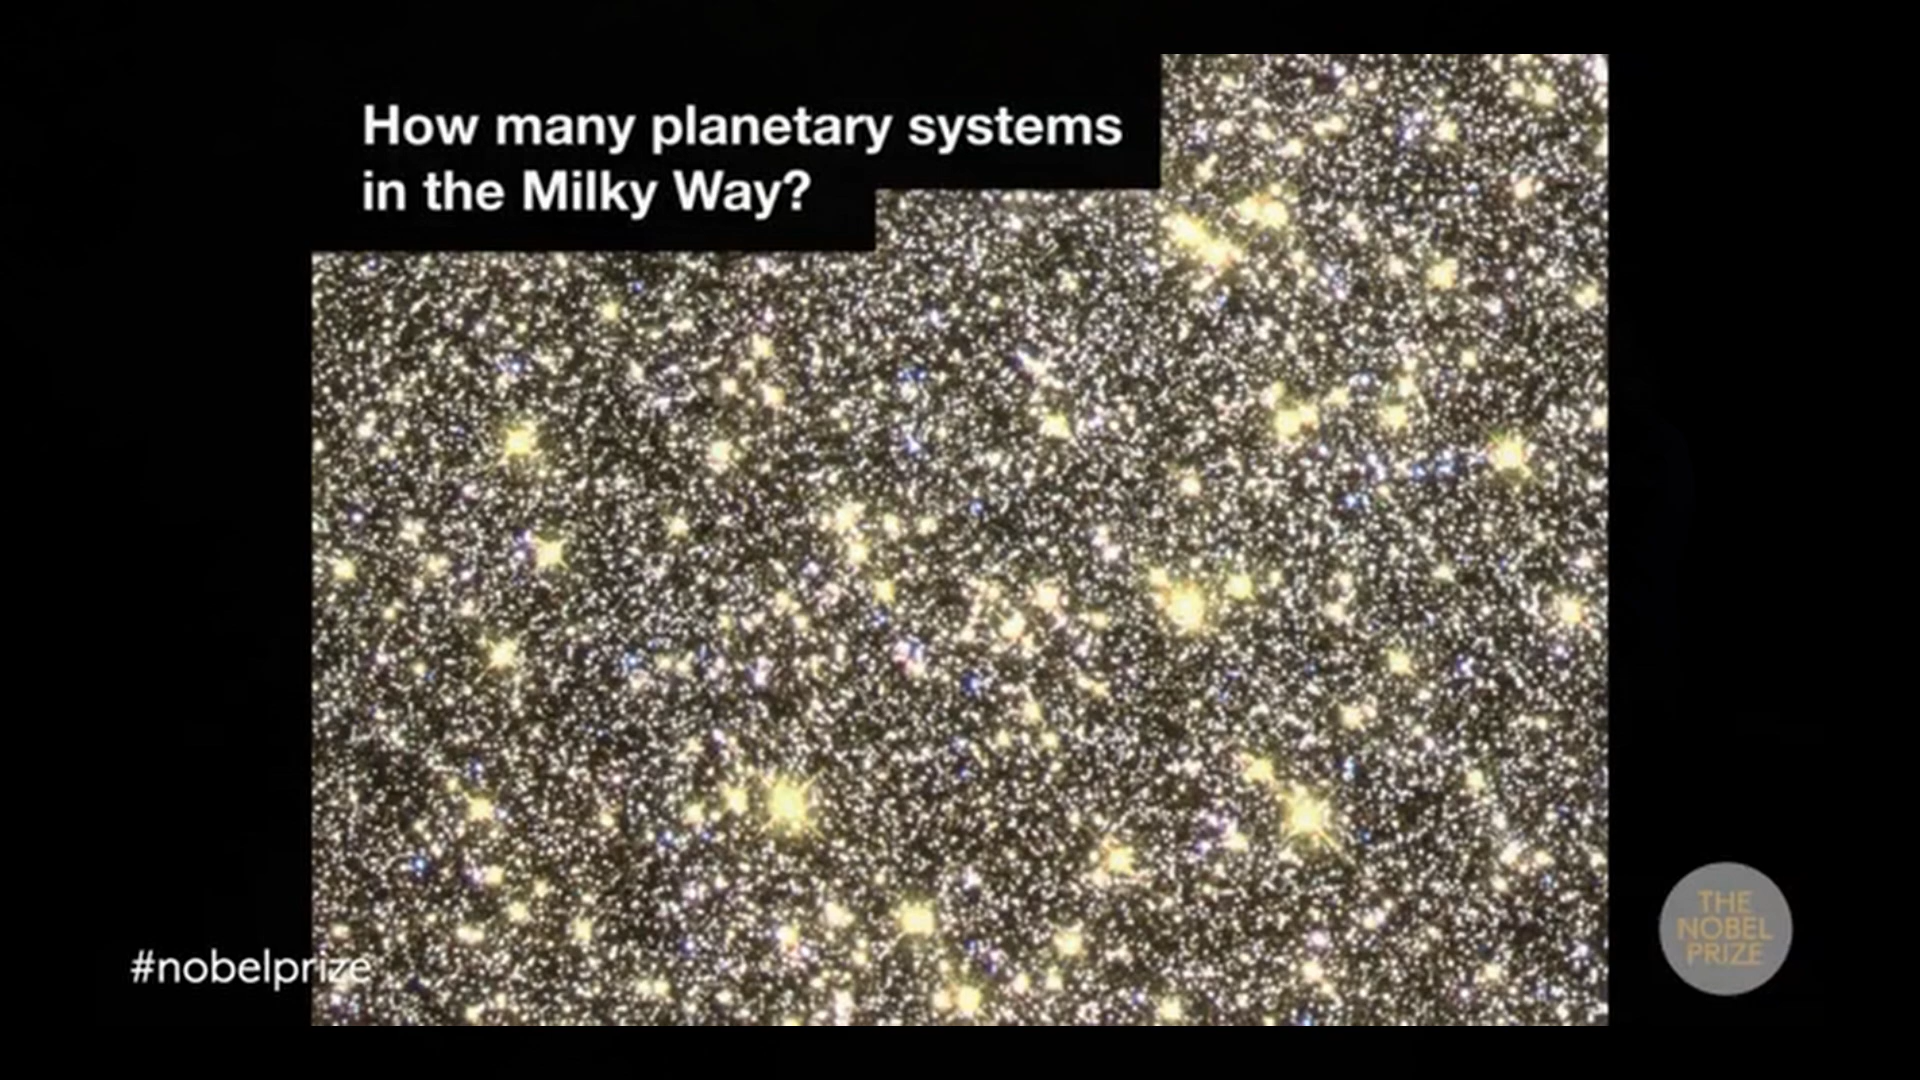 How many planetary systems
in the Milky Way?
#nobelprize
THE
NOBEL
PRIZE